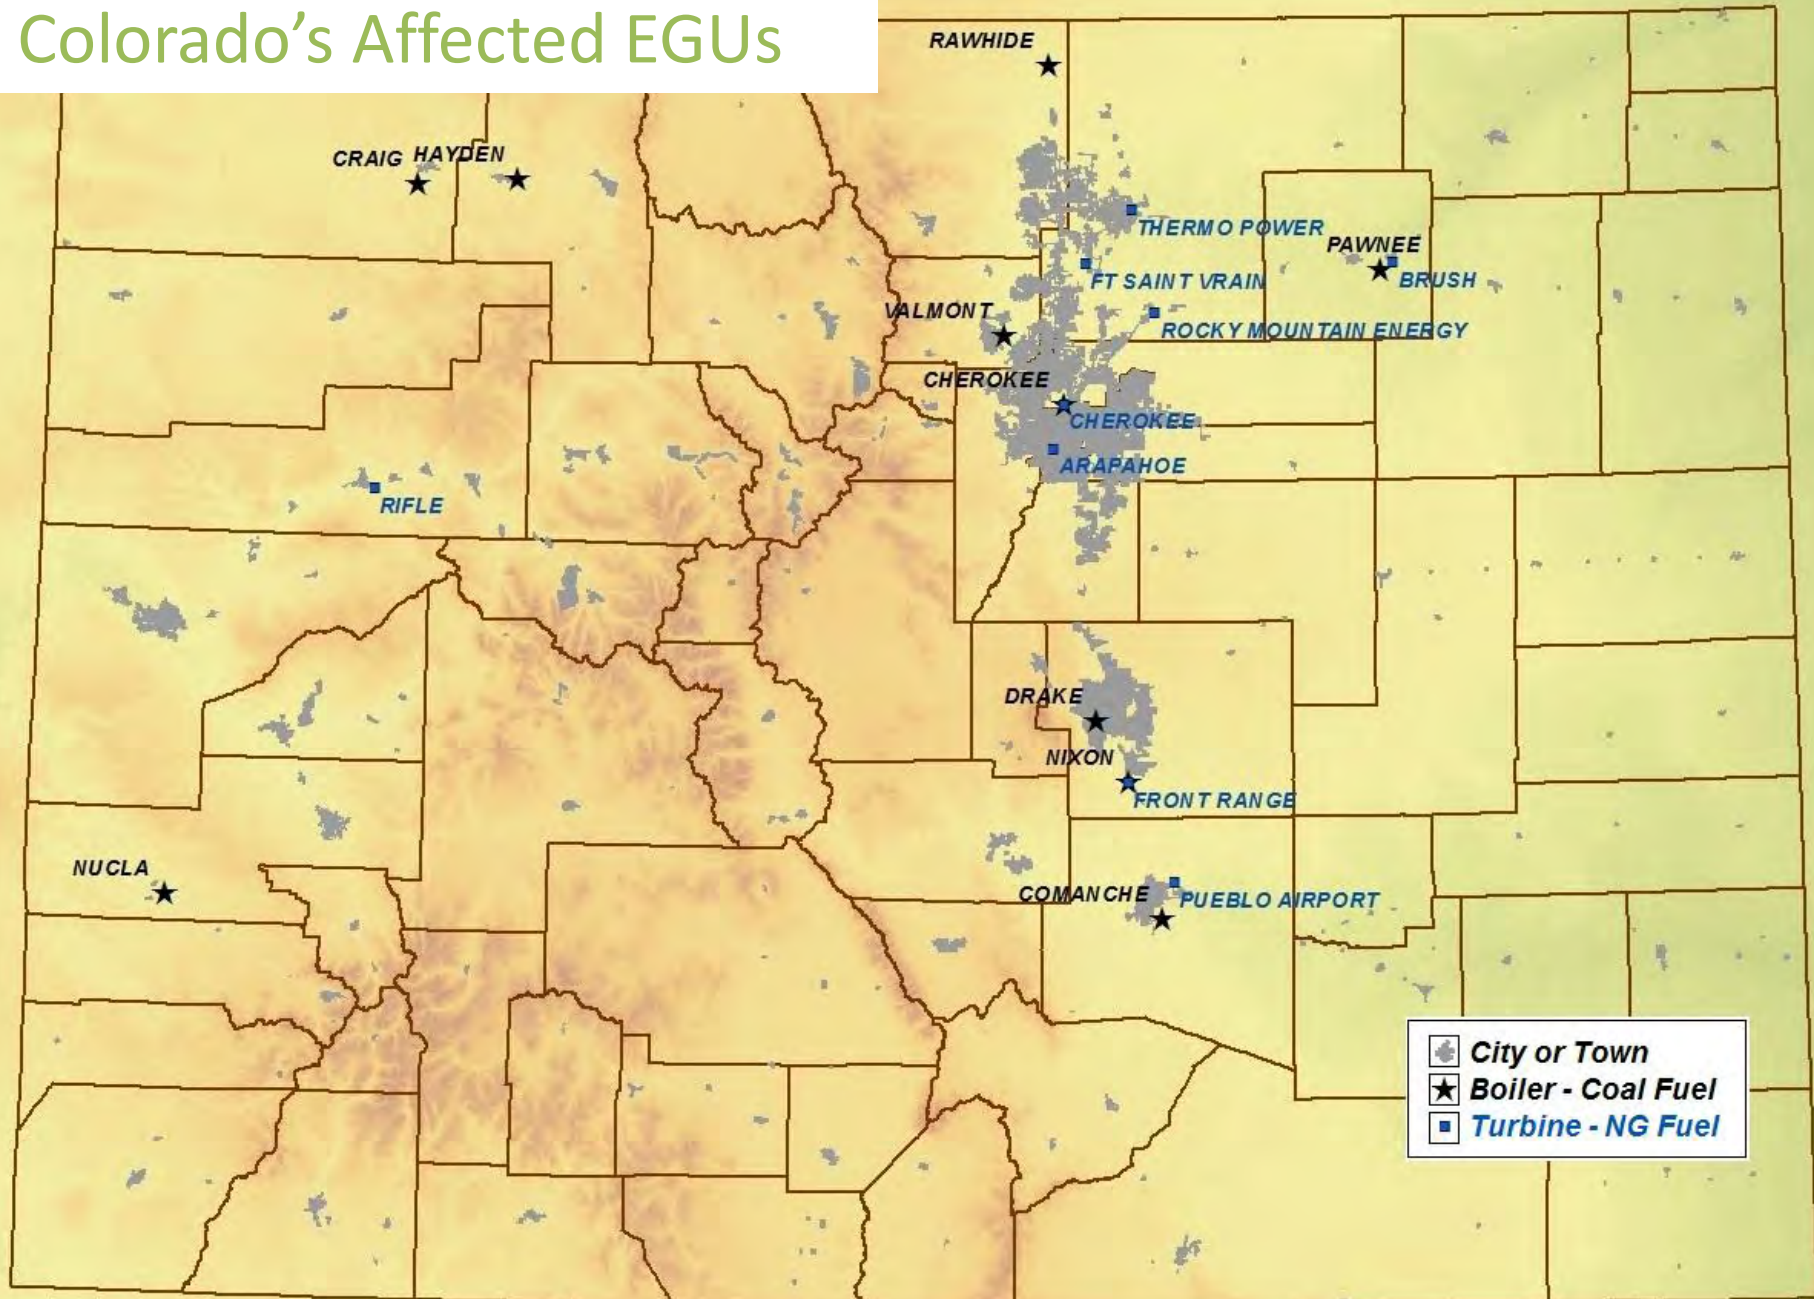 Colorado’s Affected EGUs
RAWHIDE
CRAIG
HAYDEN
THERMO POWER
PAWNEE
BRUSH
FT SAINT VRAIN
VALMONT
ROCKY MOUNTAIN ENERGY
CHEROKEE
CHEROKEE
ARAPAHOE
RIFLE
DRAKE
NIXON
FRONT RANGE
NUCLA
COMANCHE
PUEBLO AIRPORT
City or Town
Boiler - Coal Fuel
Turbine - NG Fuel